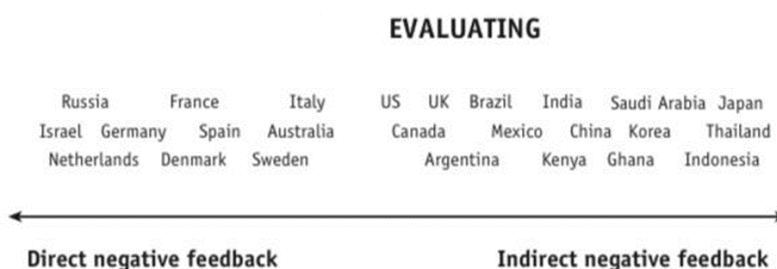 EVALUATING
Russia France Italy US UK Brazil India Saudi Arabia Japan
Israel Germany Spain Australia Canada Mexico China Korea Thailand
Netherlands Denmark Sweden Argentina Kenya Ghana Indonesia
Direct negative feedback Indirect negative feedback